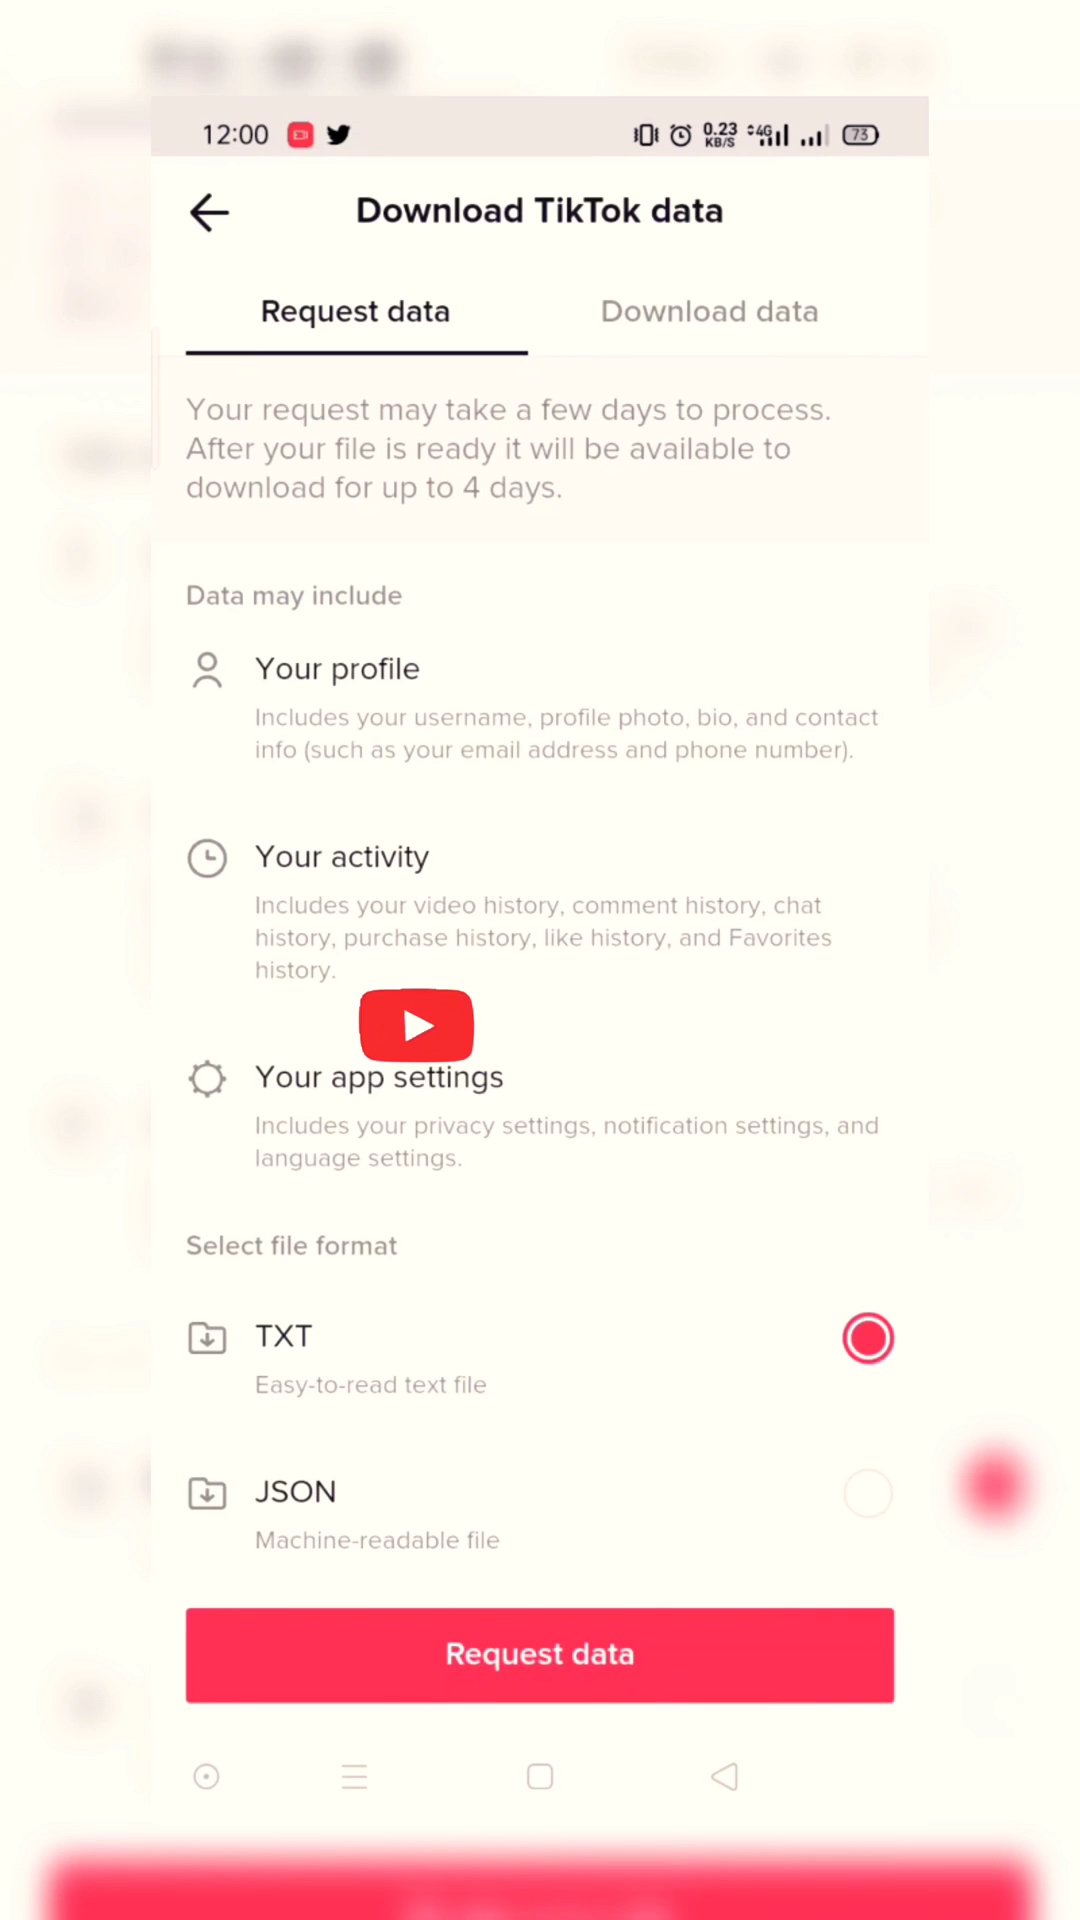 12:00
0.23
KB/S
4G
73
Download TikTok data
Request data
Download data
Your request may take a few days to process.
After your file is ready it will be available to
download for up to 4 days.
Data may include
Your profile
Includes your username, profile photo, bio, and contact
info (such as your email address and phone number).
Your activity
Includes your video history, comment history, chat
history, purchase history, like history, and Favorites
history.
Your app settings
Includes your privacy settings, notification settings, and
language settings.
Select file format
TXT
Easy-to-read text file
JSON
Machine-readable file
Request data